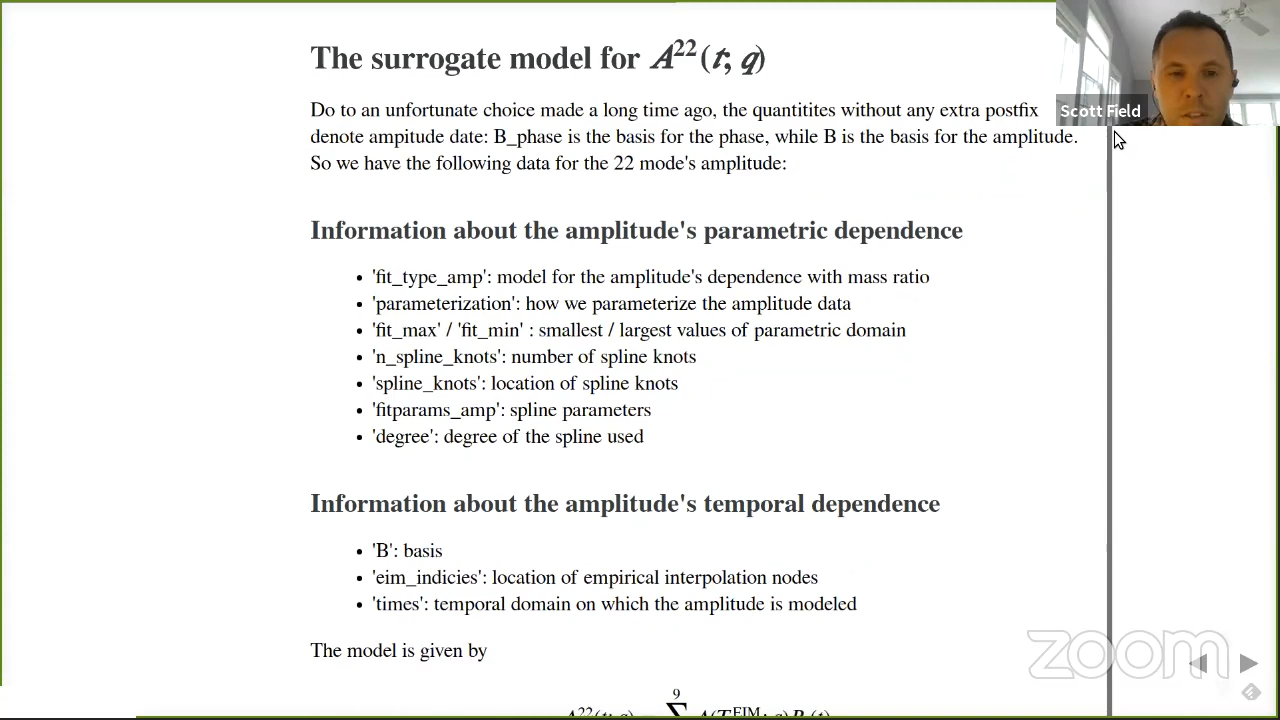 The surrogate model for A²²(t; q)
Do to an unfortunate choice made a long time ago, the quantitites without any extra postfix
denote ampitude date: B_phase is the basis for the phase, while B is the basis for the amplitude.
So we have the following data for the 22 mode's amplitude:
Scott Field
Information about the amplitude's parametric dependence
• 'fit_type_amp': model for the amplitude's dependence with mass ratio
• 'parameterization': how we parameterize the amplitude data
• 'fit_max' / 'fit_min' : smallest / largest values of parametric domain
• 'n_spline_knots': number of spline knots
• 'spline_knots': location of spline knots
• 'fitparams_amp': spline parameters
• 'degree': degree of the spline used
Information about the amplitude's temporal dependence
• 'B': basis
• 'eim_indicies': location of empirical interpolation nodes
• 'times': temporal domain on which the amplitude is modeled
The model is given by
9
zoom